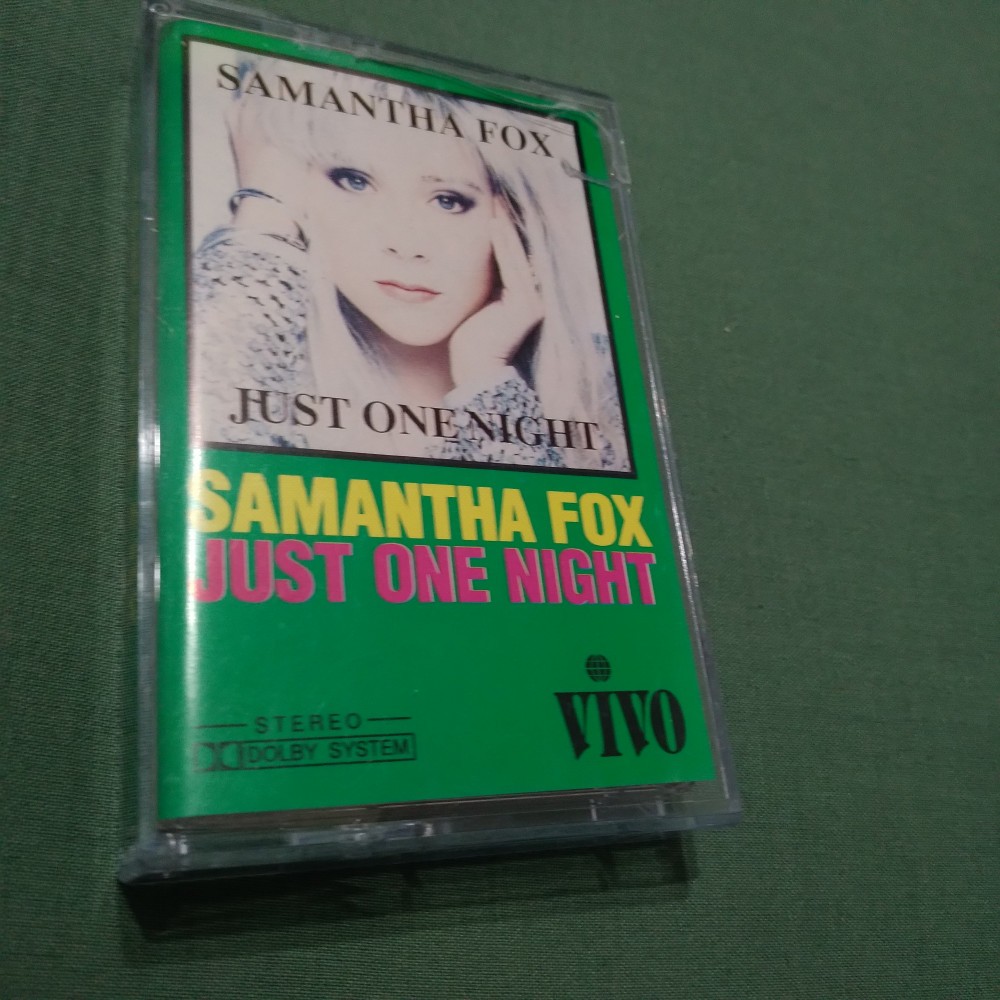 SAMANTHA FOX
JUST ONE NIGHT
SAMANTHA FOX
JUST ONE NIGHT
STEREO
DOLBY SYSTEM
VIVO